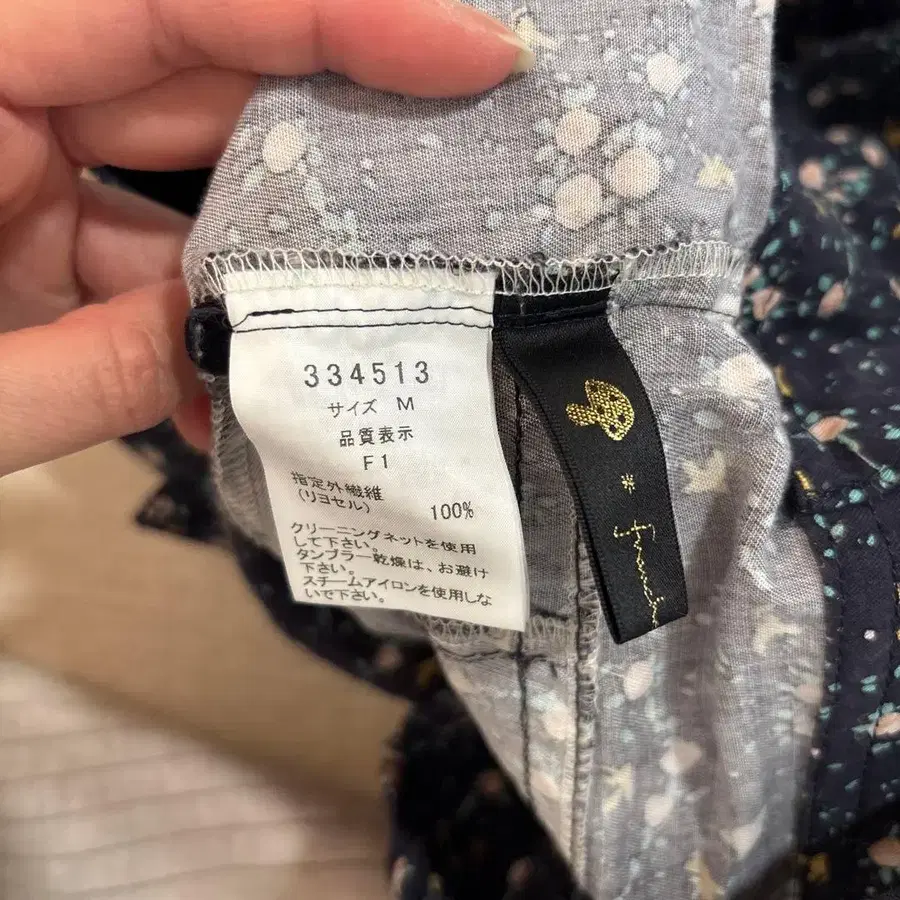 334513
サイズ M
品質表示
F1
指定外繊維
(リヨセル) 100%
クリーニングネットを使用
して下さい。
タンブラー乾燥は、お避け
下さい。
スチームアイロンを使用しな
いで下さい。